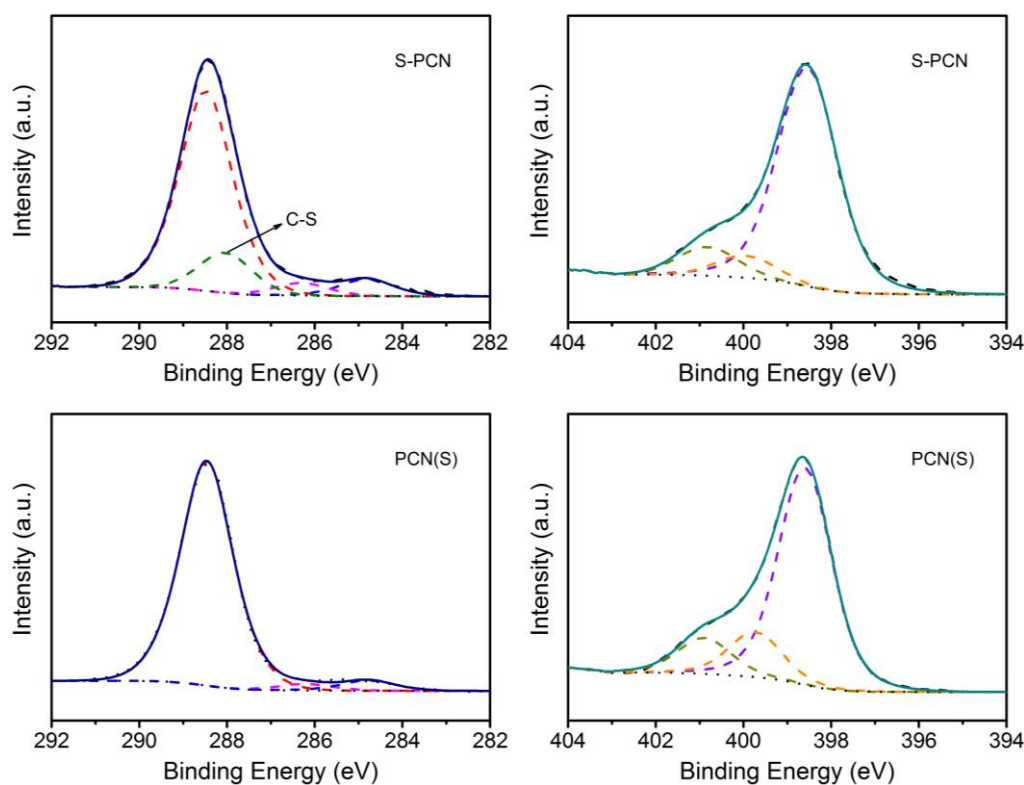 S-PCN
C-S
Intensity (a.u.)
292 290 288 286 284 282
Binding Energy (eV)
S-PCN
Intensity (a.u.)
404 402 400 398 396 394
Binding Energy (eV)
PCN(S)
Intensity (a.u.)
292 290 288 286 284 282
Binding Energy (eV)
PCN(S)
Intensity (a.u.)
404 402 400 398 396 394
Binding Energy (eV)